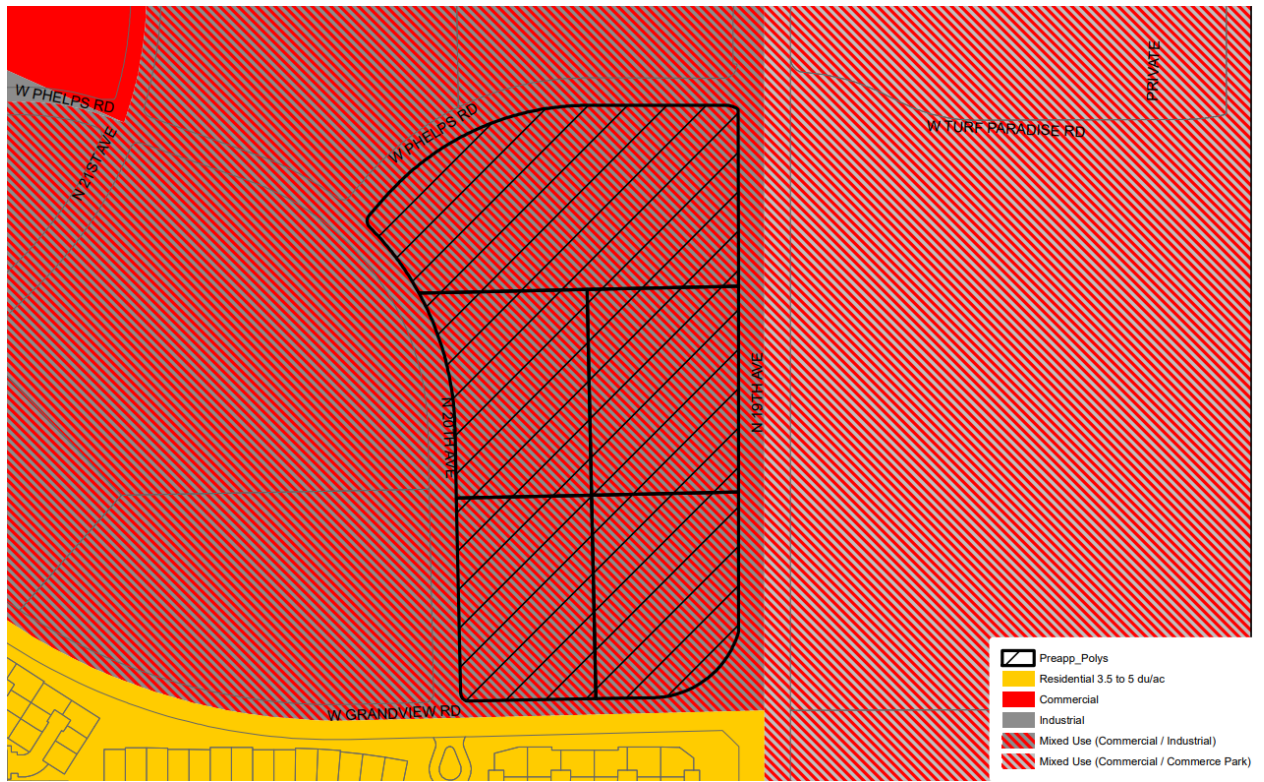 W PHELPS RD
N 21ST AVE
W PHELPS RD
PRIVATE
W TURF PARADISE RD
N 20TH AVE
N 19TH AVE
W GRANDVIEW RD
Preapp_Polys
Residential 3.5 to 5 du/ac
Commercial
Industrial
Mixed Use (Commercial / Industrial)
Mixed Use (Commercial / Commerce Park)